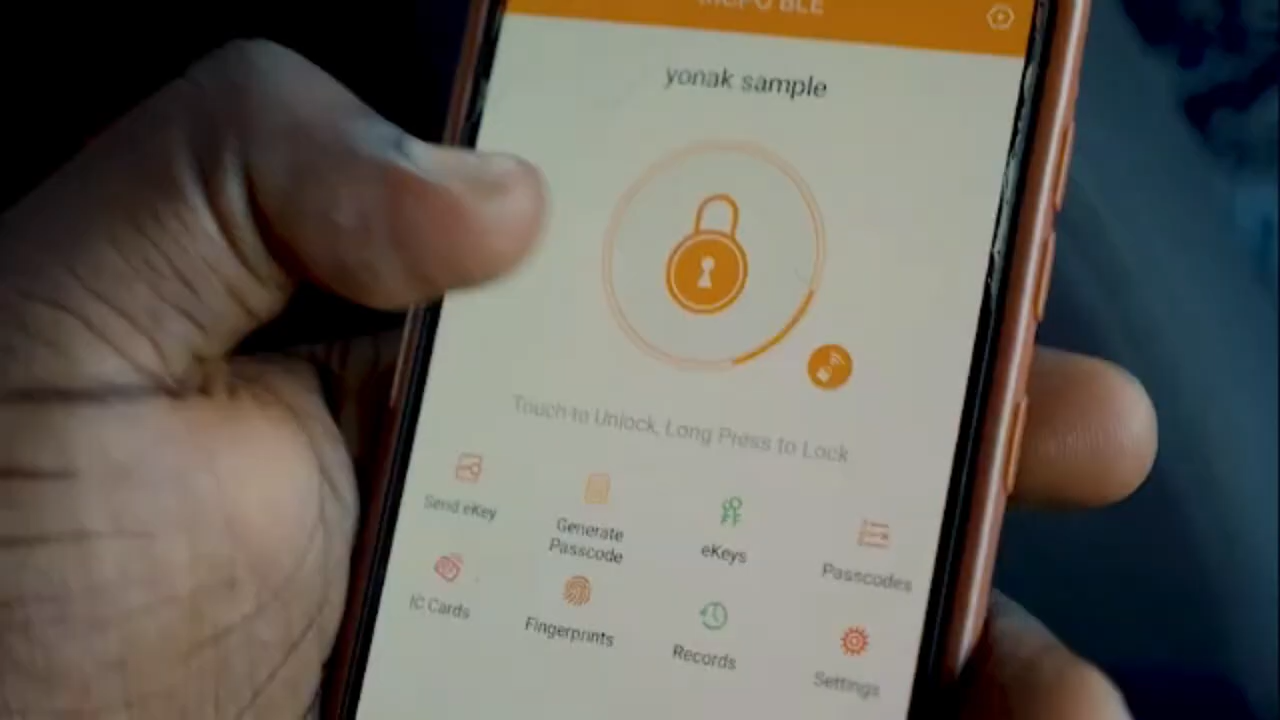 BLE
yonak sample
Touch to Unlock, Long Press to Lock
Send eKey
Generate
Passcode
eKeys
Passcodes
IC Cards
Fingerprints
Records
Settings